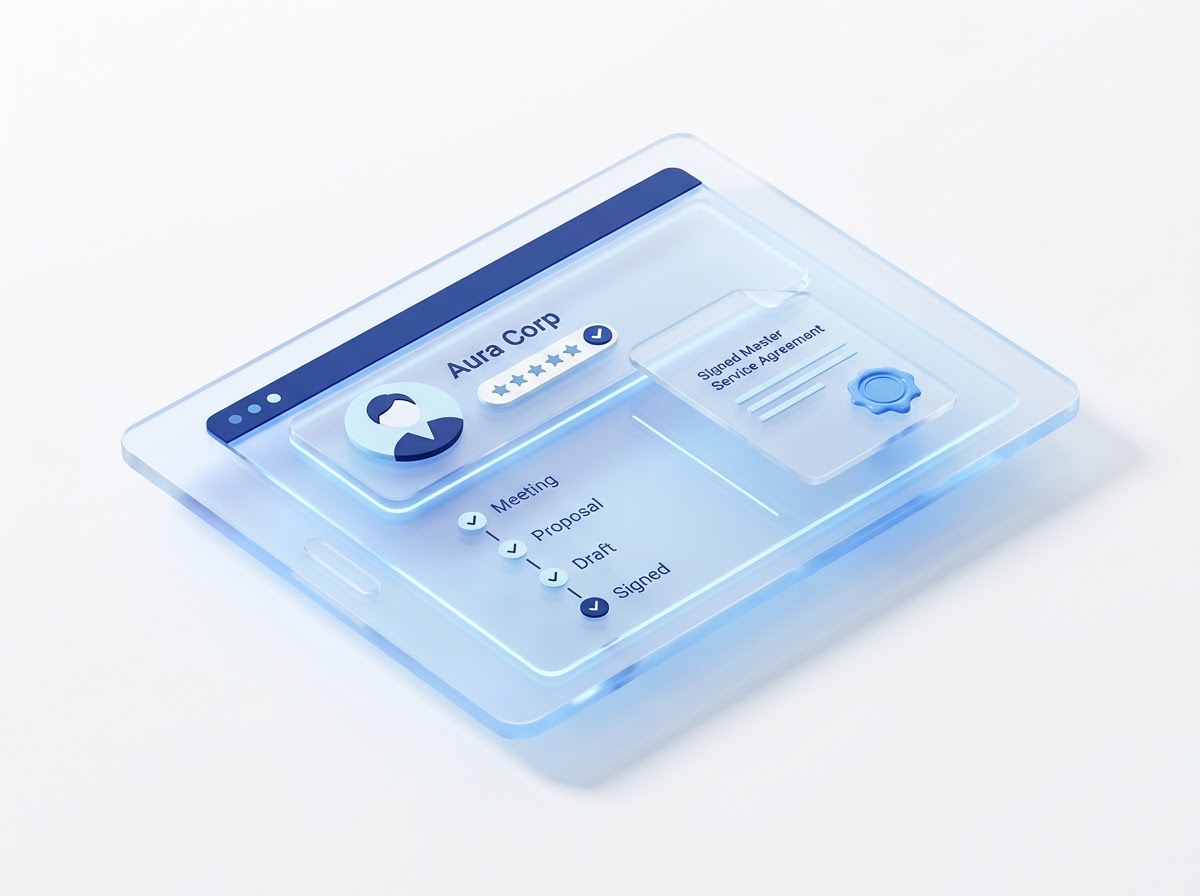 Aura Corp
Signed Master
Service Agreement
Meeting
Proposal
Draft
Signed